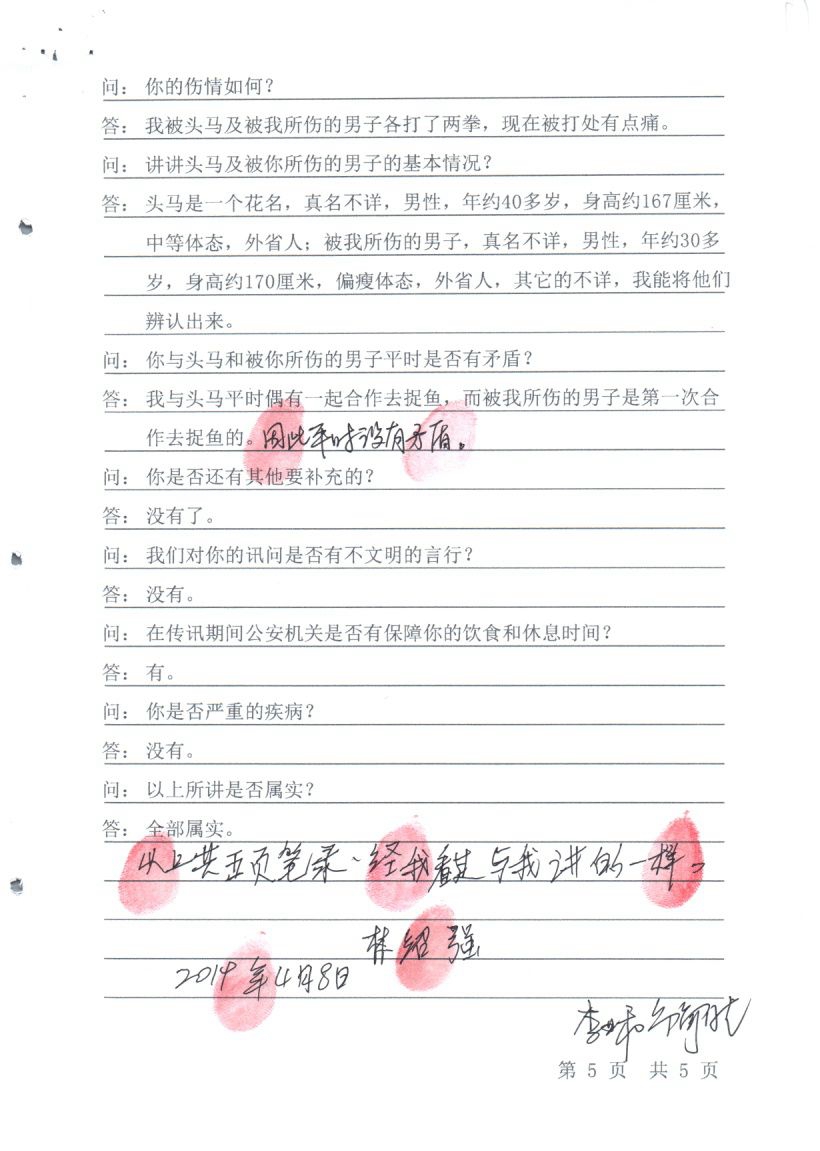 问： 你的伤情如何？
答： 我被头马及被我所伤的男子各打了两拳，现在被打处有点痛。
问： 讲讲头马及被你所伤的男子的基本情况？
答： 头马是一个花名，真名不详，男性，年约40多岁，身高约167厘米，
中等体态，外省人；被我所伤的男子，真名不详，男性，年约30多
岁，身高约170厘米，偏瘦体态，外省人，其它的不详，我能将他们
辨认出来。
问： 你与头马和被你所伤的男子平时是否有矛盾？
答： 我与头马平时偶有一起合作去捉鱼，而被我所伤的男子是第一次合
作去捉鱼的。因此平时没有矛盾。
问： 你是否还有其他要补充的？
答： 没有了。
问： 我们对你的讯问是否有不文明的言行？
答： 没有。
问： 在传讯期间公安机关是否有保障你的饮食和休息时间？
答： 有。
问： 你是否严重的疾病？
答： 没有。
问： 以上所讲是否属实？
答： 全部属实。
以上共五页笔录、经我看过与我讲的一样。
林绍强
2019年4月8日
第 5 页 共 5 页